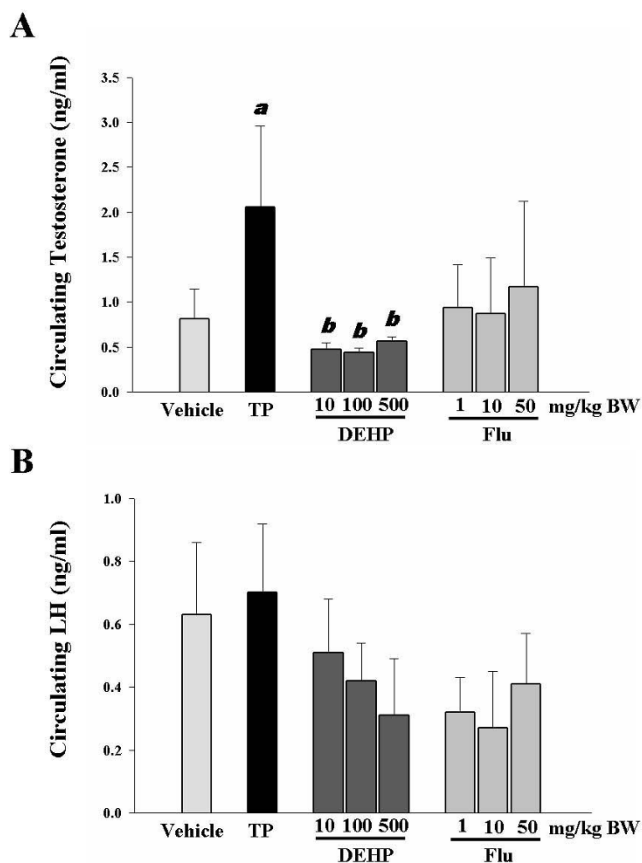 A
Circulating Testosterone (ng/ml)
3.5
3.0
2.5
2.0
1.5
1.0
0.5
0.0
a
b b b
Vehicle TP 10 100 500 1 10 50 mg/kg BW
DEHP Flu
B
Circulating LH (ng/ml)
1.0
0.8
0.6
0.4
0.2
0.0
Vehicle TP 10 100 500 1 10 50 mg/kg BW
DEHP Flu